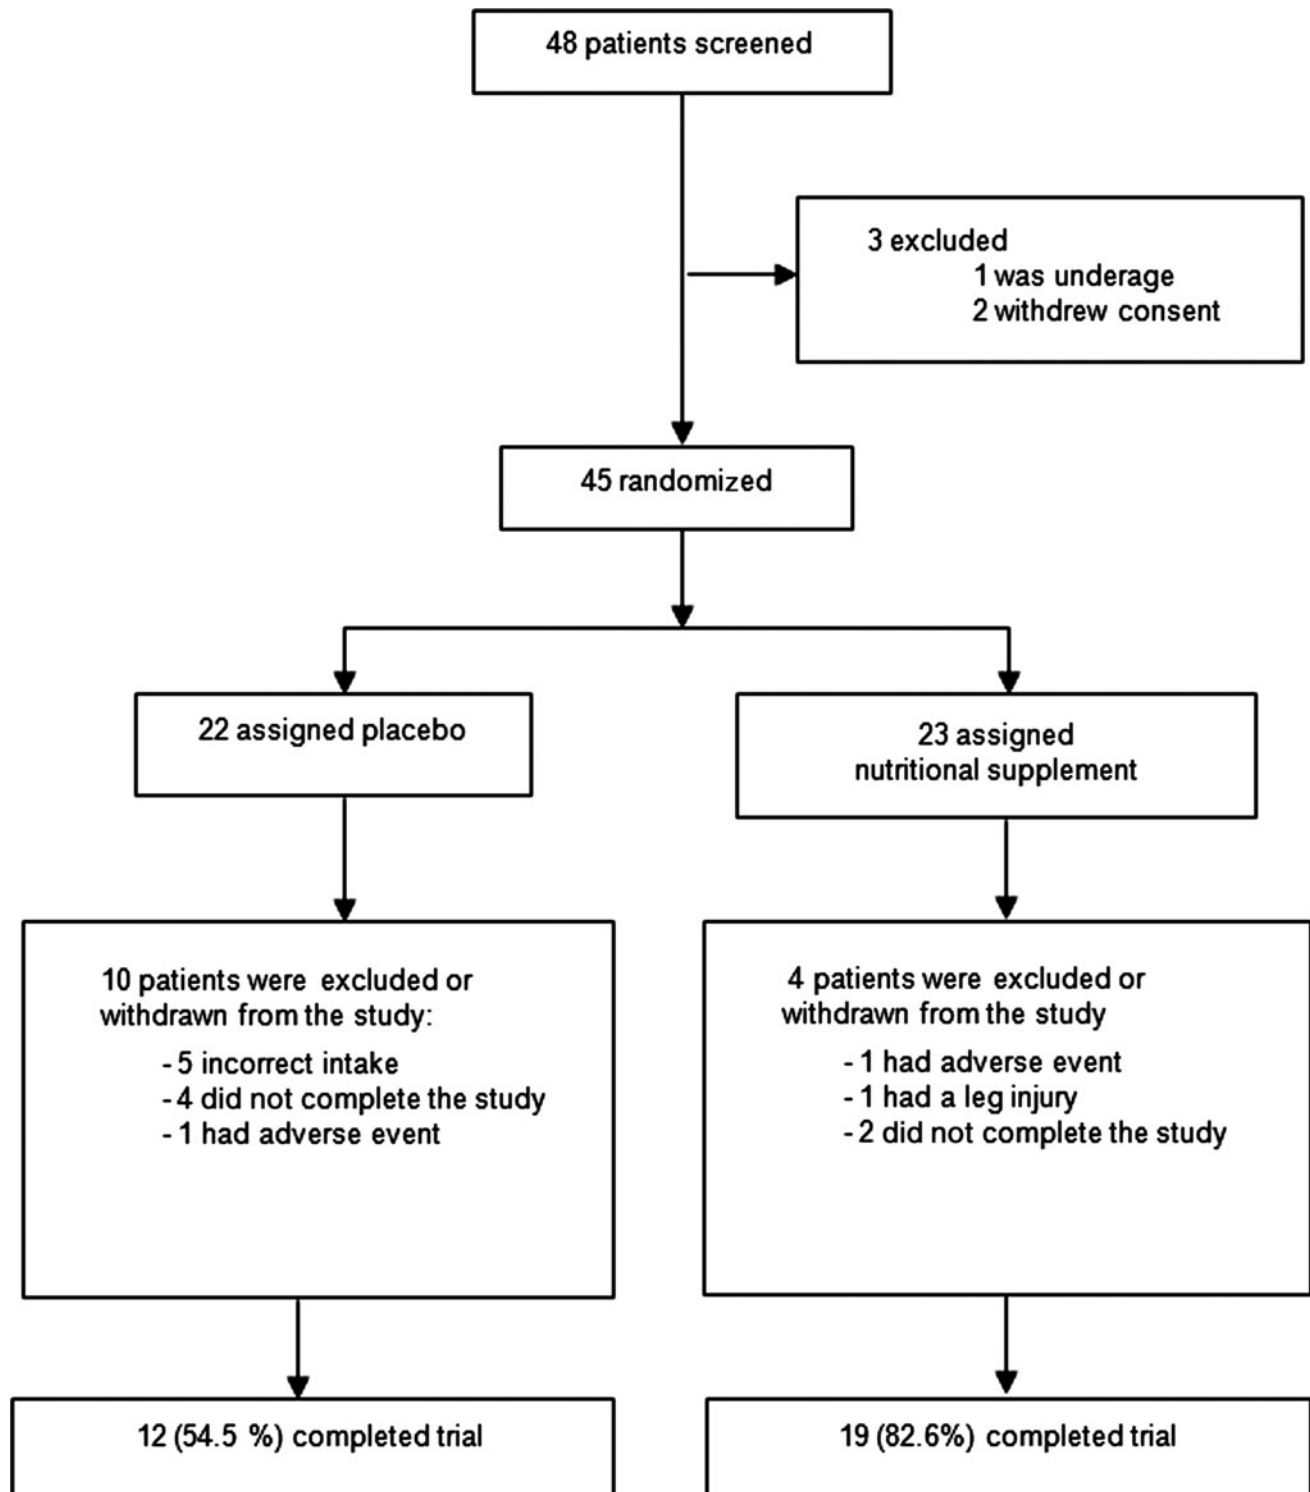 48 patients screened
3 excluded
1 was underage
2 withdrew consent
45 randomized
22 assigned placebo
23 assigned
nutritional supplement
10 patients were excluded or
withdrawn from the study:
- 5 incorrect intake
- 4 did not complete the study
- 1 had adverse event
4 patients were excluded or
withdrawn from the study
- 1 had adverse event
- 1 had a leg injury
- 2 did not complete the study
12 (54.5 %) completed trial
19 (82.6%) completed trial